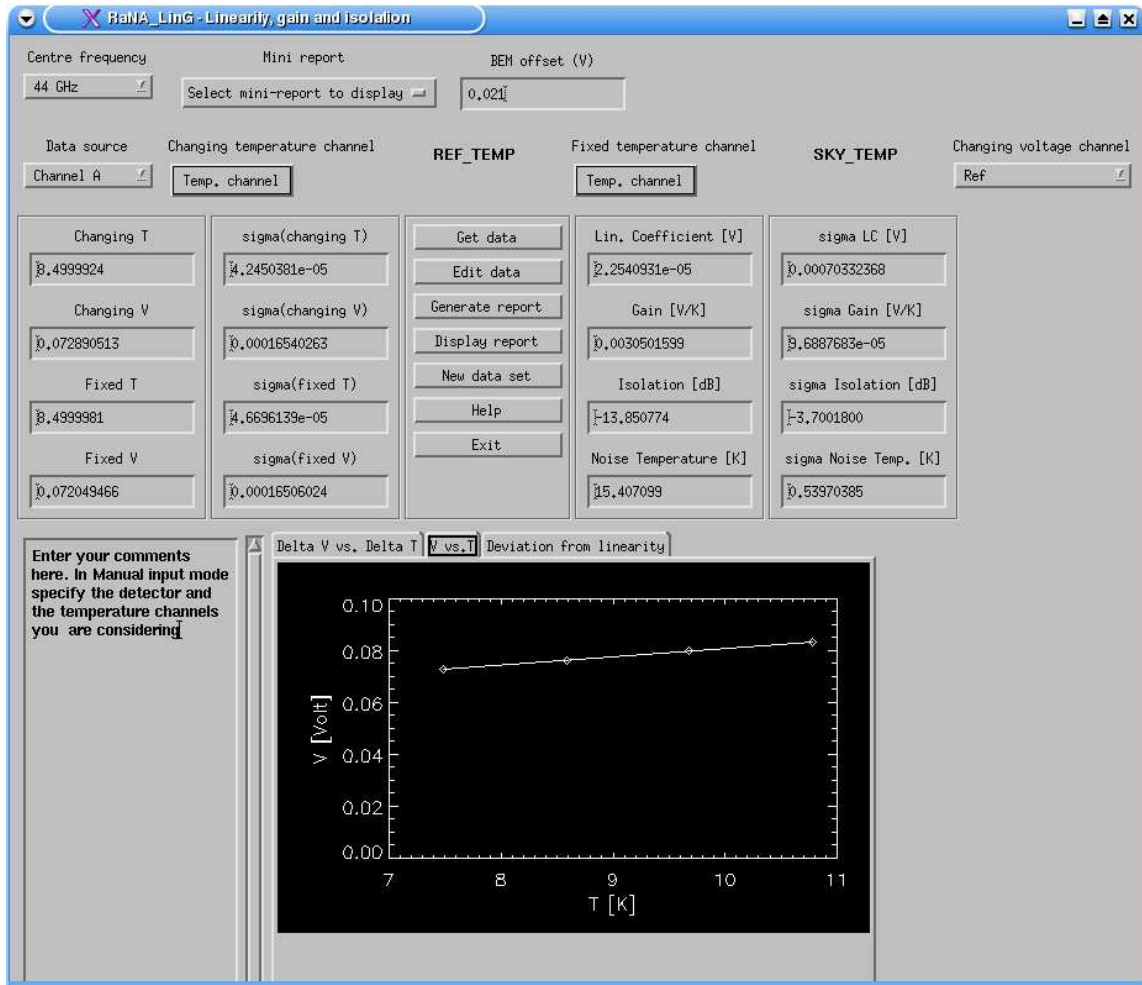 RaNA_LinG - Linearity, gain and isolation
Centre frequency
Mini report
BEM offset (V)
44 GHz
Select mini-report to display
0.021
Data source
Changing temperature channel
REF_TEMP
Fixed temperature channel
SKY_TEMP
Changing voltage channel
Channel A
Temp. channel
Temp. channel
Ref
Changing T
8.4999924
Changing V
0.072890513
Fixed T
8.4999981
Fixed V
0.072049466
sigma(changing T)
4.2450381e-05
sigma(changing V)
0.00016540263
sigma(fixed T)
4.6696139e-05
sigma(fixed V)
0.00016506024
Get data
Edit data
Generate report
Display report
New data set
Help
Exit
Lin. Coefficient [V]
2.2540931e-05
Gain [V/K]
0.0030501599
Isolation [dB]
-13.850774
Noise Temperature [K]
15.407099
sigma LC [V]
0.00070332368
sigma Gain [V/K]
9.6887683e-05
sigma Isolation [dB]
-3.7001800
sigma Noise Temp. [K]
0.53970385
Enter your comments
here. In Manual input mode
specify the detector and
the temperature channels
you are considering
Delta V vs. Delta T
V vs.T
Deviation from linearity
0.10
0.08
0.06
0.04
0.02
0.00
V [Volt]
7 8 9 10 11
T [K]